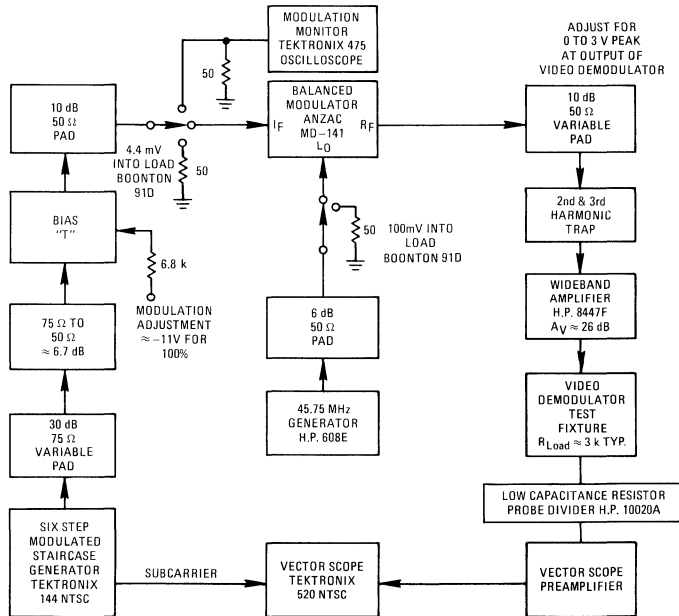 MODULATION
MONITOR
TEKTRONIX 475
OSCILLOSCOPE
ADJUST FOR
0 TO 3 V PEAK
AT OUTPUT OF
VIDEO DEMODULATOR
50
10 dB
50 Ω
PAD
4.4 mV
INTO LOAD
BOONTON
91D
50
BALANCED
MODULATOR
ANZAC
MD-141
IF
RF
LO
10 dB
50 Ω
VARIABLE
PAD
BIAS
"T"
6.8 k
MODULATION
ADJUSTMENT
≈ –11V FOR
100%
50
100mV INTO
LOAD
BOONTON 91D
2nd & 3rd
HARMONIC
TRAP
75 Ω TO
50 Ω
≈ 6.7 dB
6 dB
50 Ω
PAD
WIDEBAND
AMPLIFIER
H.P. 8447F
AV ≈ 26 dB
30 dB
75 Ω
VARIABLE
PAD
45.75 MHz
GENERATOR
H.P. 608E
VIDEO
DEMODULATOR
TEST
FIXTURE
RLoad ≈ 3 k TYP.
LOW CAPACITANCE RESISTOR
PROBE DIVIDER H.P. 10020A
SIX STEP
MODULATED
STAIRCASE
GENERATOR
TEKTRONIX
144 NTSC
SUBCARRIER
VECTOR SCOPE
TEKTRONIX
520 NTSC
VECTOR SCOPE
PREAMPLIFIER